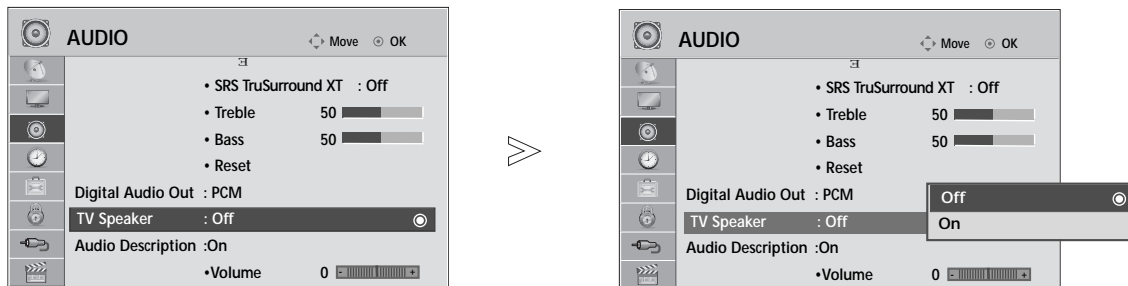 AUDIO Move OK
E
• SRS TruSurround XT : Off
• Treble 50
• Bass 50
• Reset
Digital Audio Out : PCM
TV Speaker : Off
Audio Description :On
•Volume 0 - +
>
AUDIO Move OK
E
• SRS TruSurround XT : Off
• Treble 50
• Bass 50
• Reset
Digital Audio Out : PCM
TV Speaker : Off
Audio Description :On
•Volume 0 - +
Off
On